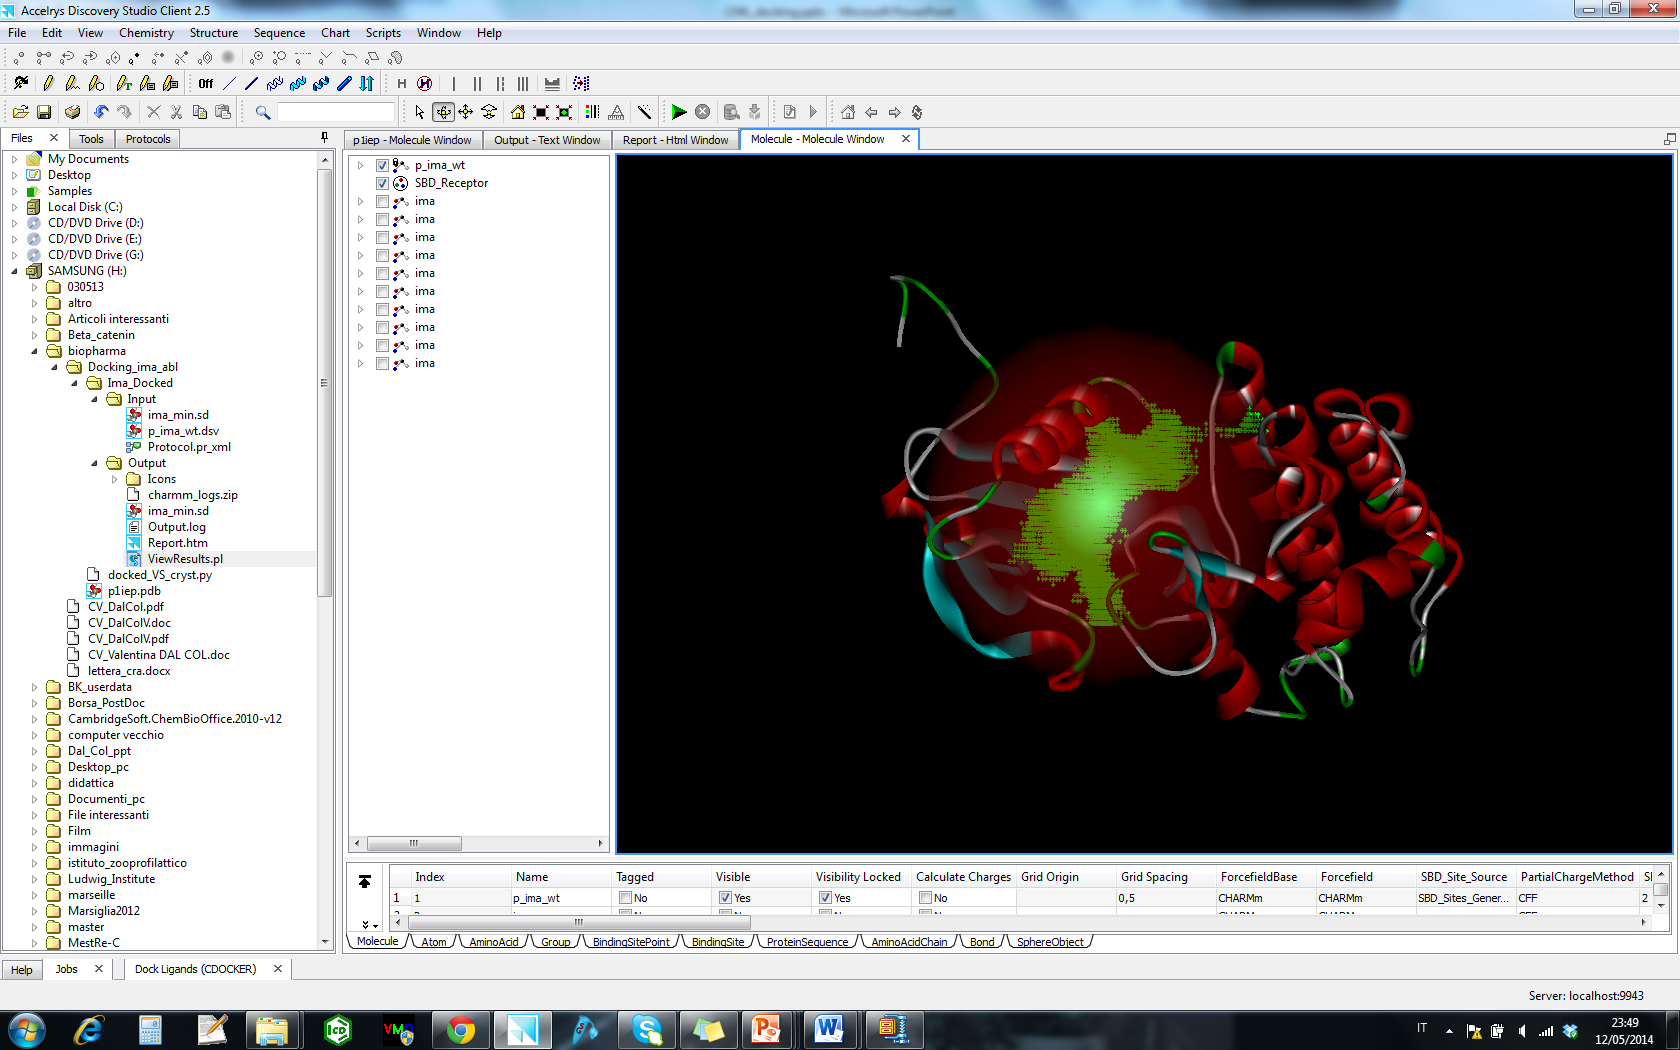 Accelrys Discovery Studio Client 2.5
File Edit View Chemistry Structure Sequence Chart Scripts Window Help
Off
H H
Files Tools Protocols
p1iep - Molecule Window Output - Text Window Report - Html Window Molecule - Molecule Window
My Documents
Desktop
Samples
Local Disk (C:)
CD/DVD Drive (D:)
CD/DVD Drive (E:)
CD/DVD Drive (G:)
SAMSUNG (H:)
030513
altro
Articoli interessanti
Beta_catenin
biopharma
Docking_ima_abl
Ima_Docked
Input
ima_min.sd
p_ima_wt.dsv
Protocol.pr_xml
Output
Icons
charmm_logs.zip
ima_min.sd
Output.log
Report.htm
ViewResults.pl
docked_VS_cryst.py
p1iep.pdb
CV_DalCol.pdf
CV_DalColV.doc
CV_DalColV.pdf
CV_Valentina DAL COL.doc
lettera_cra.docx
BK_userdata
Borsa_PostDoc
CambridgeSoft.ChemBioOffice.2010-v12
computer vecchio
Dal_Col_ppt
Desktop_pc
didattica
Documenti_pc
File interessanti
Film
immagini
istituto_zooprofilattico
Ludwig_Institute
marseille
Marsiglia2012
master
MestRe-C
p_ima_wt
SBD_Receptor
ima
ima
ima
ima
ima
ima
ima
ima
ima
ima
Index Name Tagged Visible Visibility Locked Calculate Charges Grid Origin Grid Spacing ForcefieldBase Forcefield SBD_Site_Source PartialChargeMethod
1 1 p_ima_wt No Yes Yes No 0,5 CHARMm CHARMm SBD_Sites_Gener... CFF 2
Molecule Atom AminoAcid Group BindingSitePoint BindingSite ProteinSequence AminoAcidChain Bond SphereObject
Help Jobs Dock Ligands (CDOCKER)
Server: localhost:9943
IT
23:49
12/05/2014